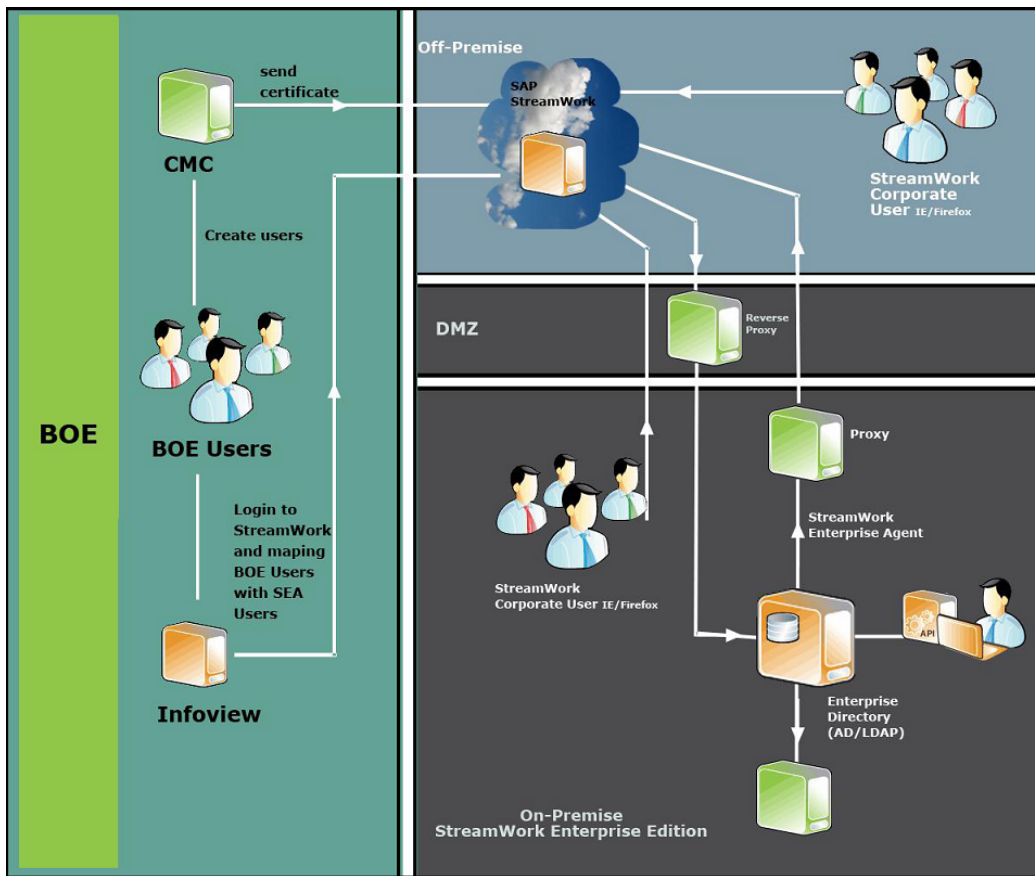 BOE
send
certificate
CMC
Create users
BOE Users
Login to
StreamWork
and maping
BOE Users
with SEA
Users
Infoview
Off-Premise
SAP
StreamWork
StreamWork
Corporate
User IE/Firefox
DMZ
Reverse
Proxy
Proxy
StreamWork
Enterprise Agent
StreamWork
Corporate User IE/Firefox
API
Enterprise
Directory
(AD/LDAP)
On-Premise
StreamWork Enterprise Edition